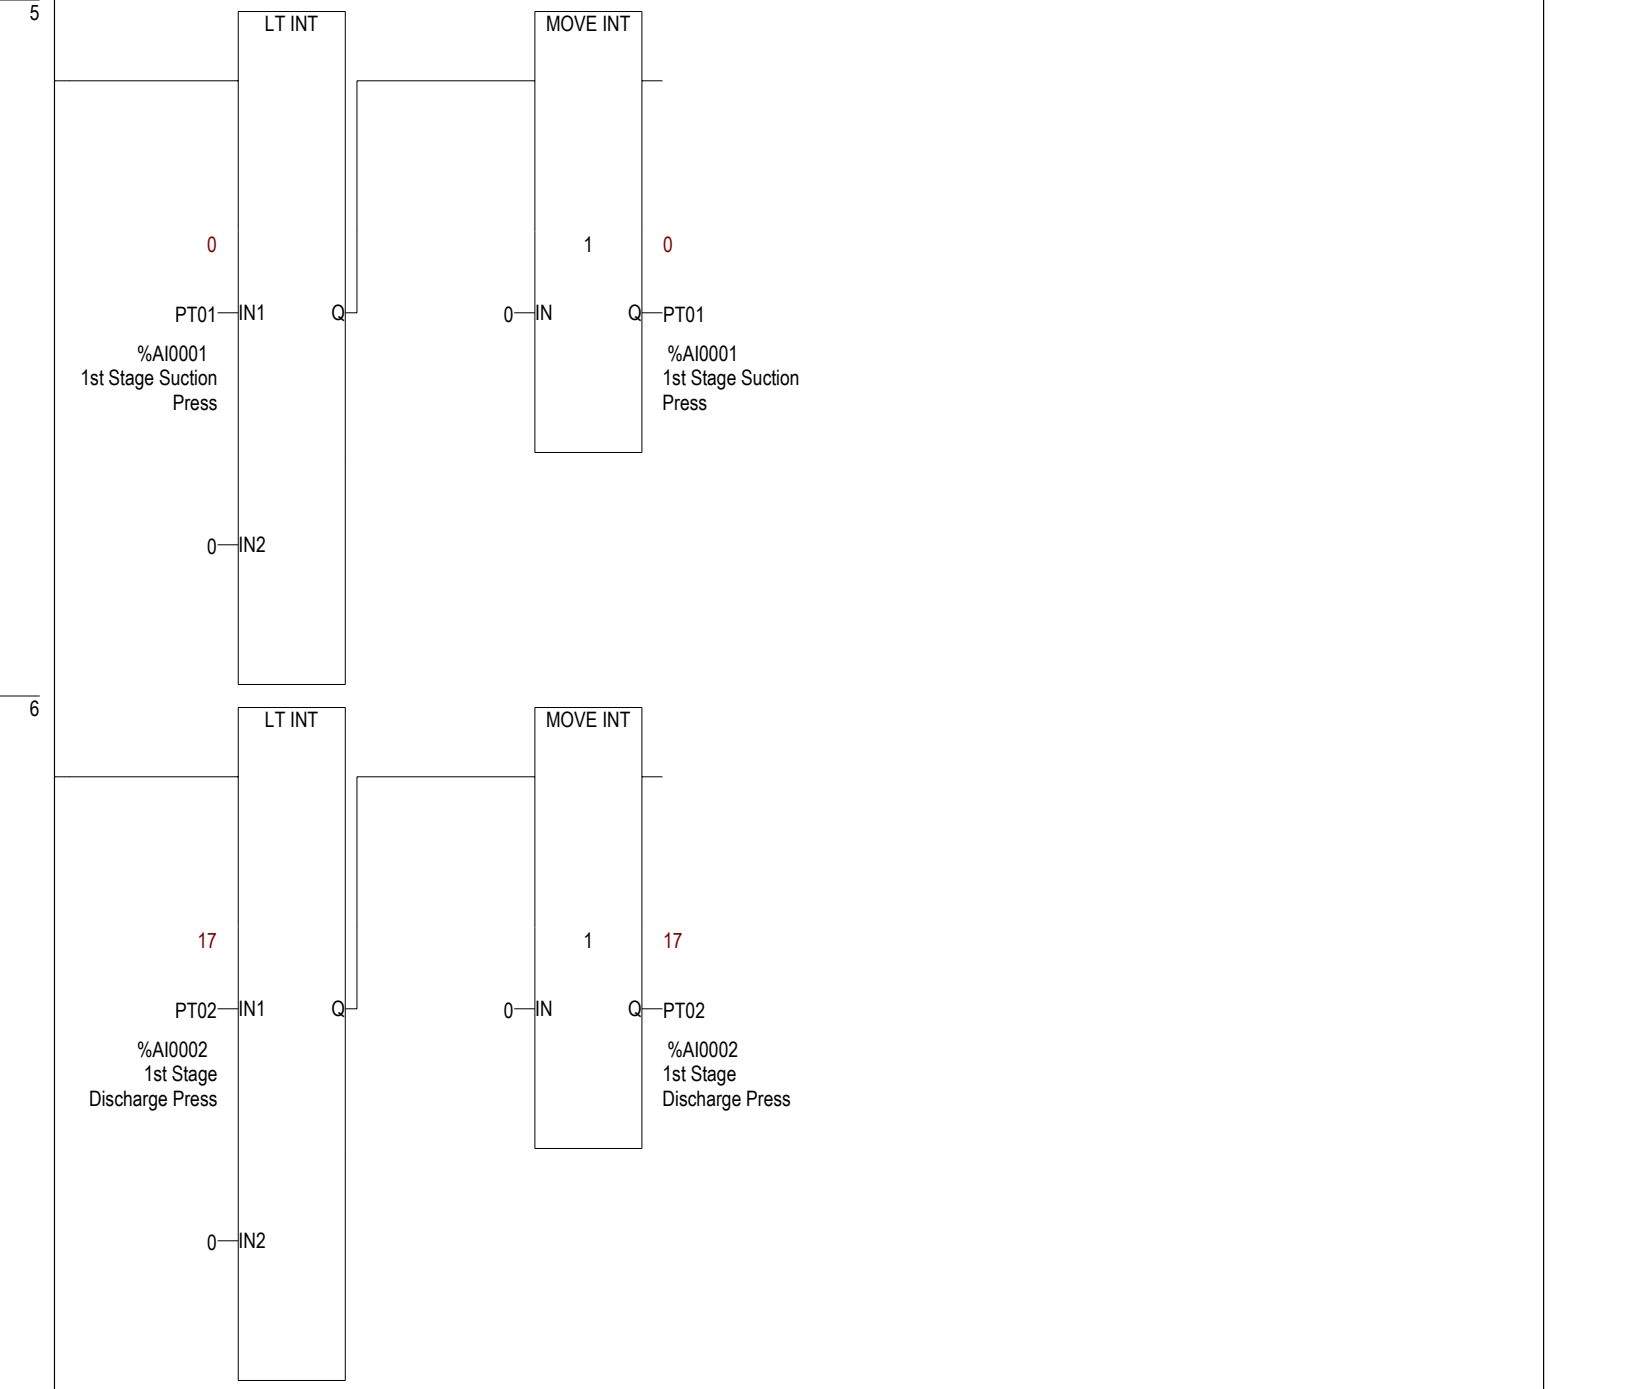 5
LT INT
MOVE INT
0
1
0
PT01
IN1
Q
0
IN
Q
PT01
%AI0001
1st Stage Suction
Press
%AI0001
1st Stage Suction
Press
0
IN2
6
LT INT
MOVE INT
17
1
17
PT02
IN1
Q
0
IN
Q
PT02
%AI0002
1st Stage
Discharge Press
%AI0002
1st Stage
Discharge Press
0
IN2